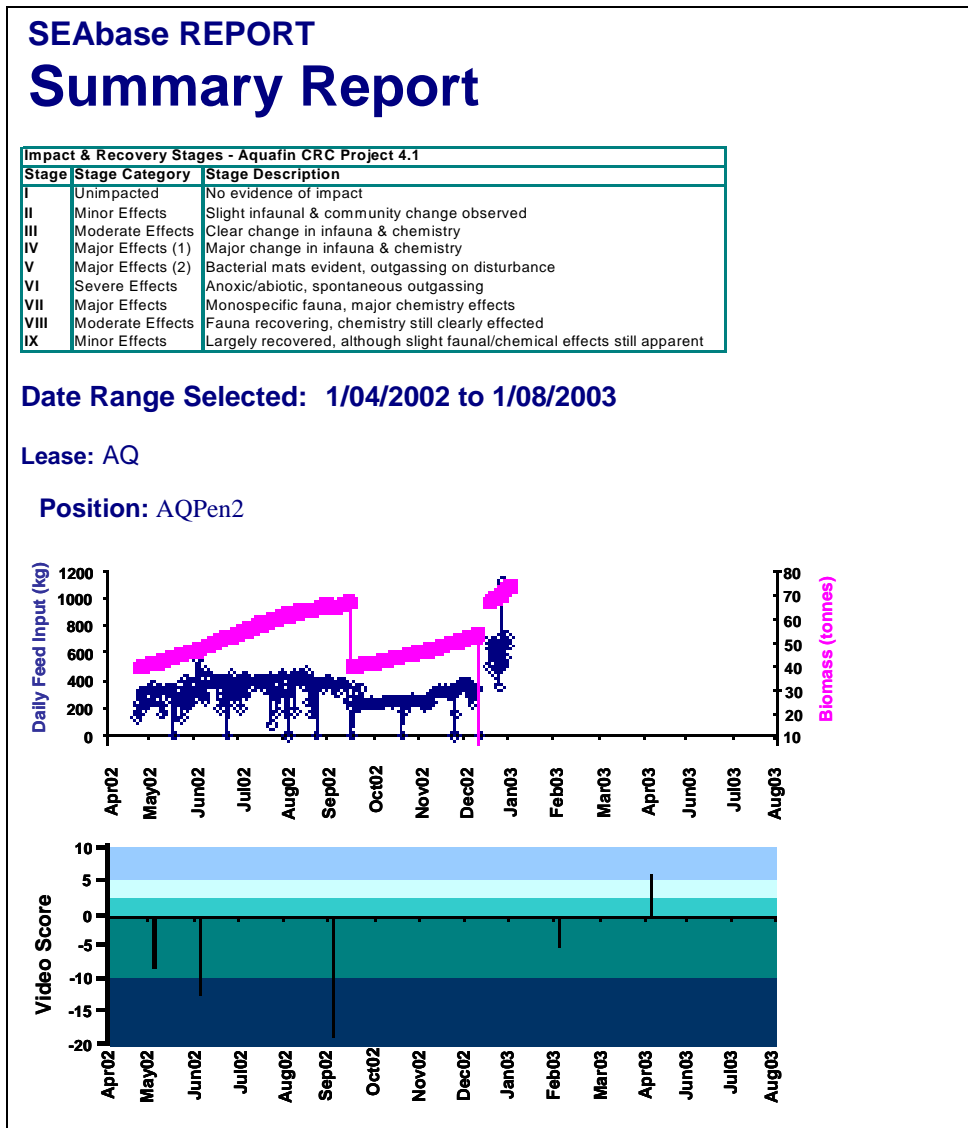 SEAbase REPORT
Summary Report
Impact & Recovery Stages - Aquafin CRC Project 4.1
Stage Stage Category Stage Description
I Unimpacted No evidence of impact
II Minor Effects Slight infaunal & community change observed
III Moderate Effects Clear change in infauna & chemistry
IV Major Effects (1) Major change in infauna & chemistry
V Major Effects (2) Bacterial mats evident, outgassing on disturbance
VI Severe Effects Anoxic/abiotic, spontaneous outgassing
VII Major Effects Monospecific fauna, major chemistry effects
VIII Moderate Effects Fauna recovering, chemistry still clearly effected
IX Minor Effects Largely recovered, although slight faunal/chemical effects still apparent
Date Range Selected: 1/04/2002 to 1/08/2003
Lease: AQ
Position: AQPen2
Daily Feed Input (kg)
1200
1000
800
600
400
200
0
80
70
60
50
40
30
20
10
Biomass (tonnes)
Apr02 May02 Jun02 Jul02 Aug02 Sep02 Oct02 Nov02 Dec02 Jan03 Feb03 Mar03 Apr03 Jun03 Jul03 Aug03
Video Score
10
5
0
-5
-10
-15
-20
Apr02 May02 Jun02 Jul02 Aug02 Sep02 Oct02 Nov02 Dec02 Jan03 Feb03 Mar03 Apr03 Jun03 Jul03 Aug03